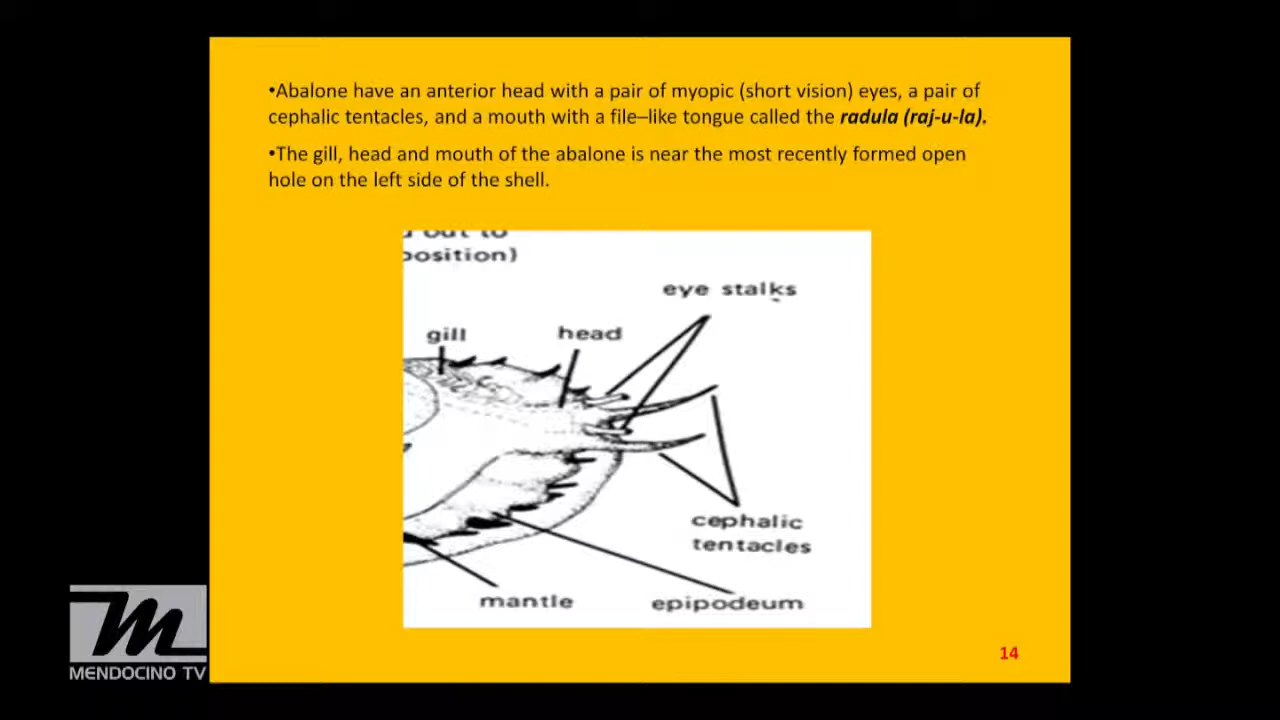 •Abalone have an anterior head with a pair of myopic (short vision) eyes, a pair of
cephalic tentacles, and a mouth with a file–like tongue called the radula (raj-u-la).
•The gill, head and mouth of the abalone is near the most recently formed open
hole on the left side of the shell.
out to
position)
eye stalks
gill
head
cephalic
tentacles
mantle
epipodeum
14
M
MENDOCINO TV